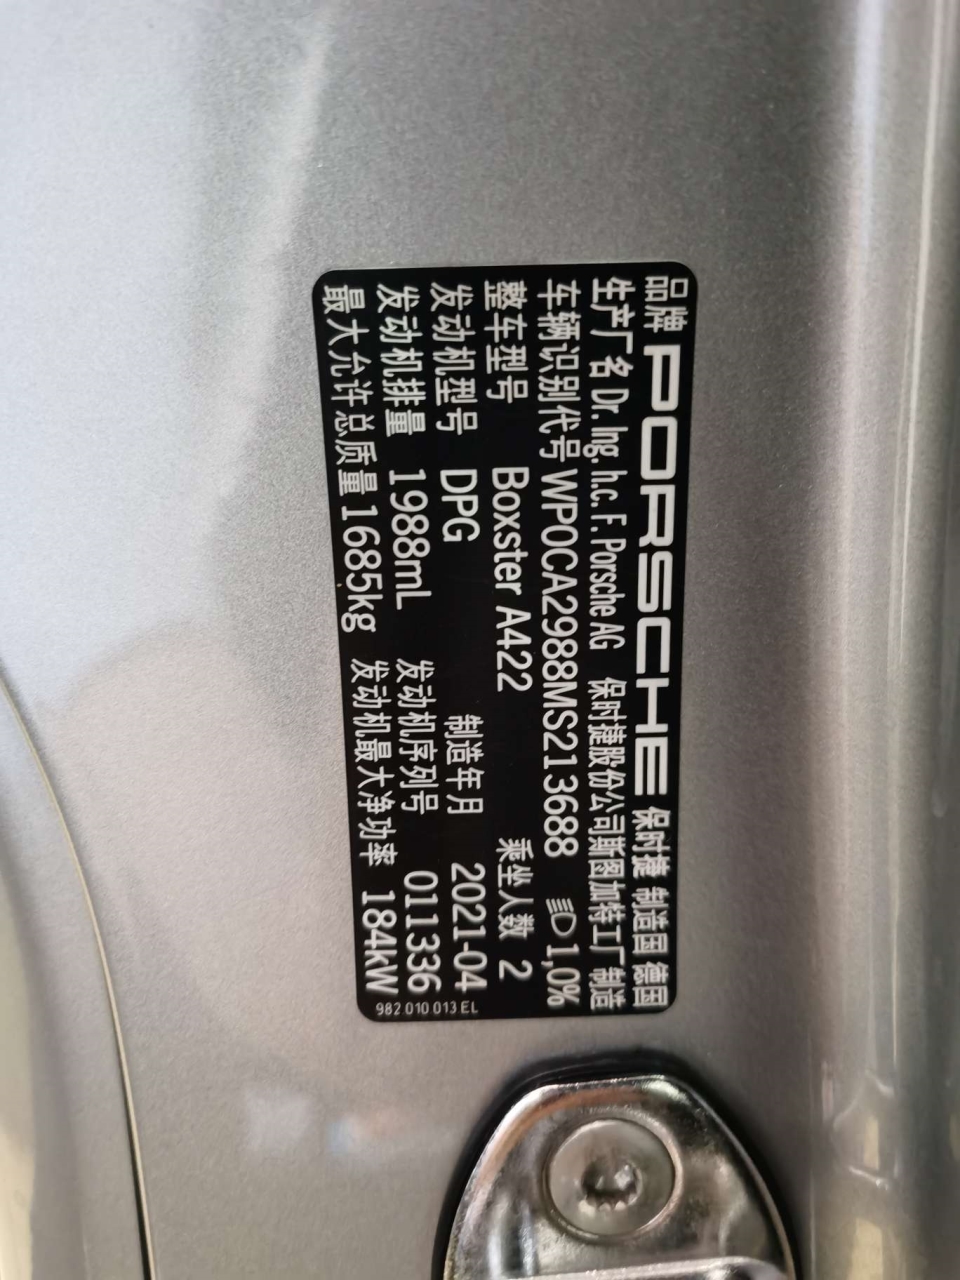 品牌 PORSCHE 保时捷 制造国 德国
生产厂名 Dr. Ing. h.c. F. Porsche AG 保时捷股份公司斯图加特工厂制造
车辆识别代号 WP0CA2988MS213688 1,0%
整车型号 Boxster A422 乘坐人数 2
发动机型号 DPG 制造年月 2021-04
发动机排量 1988mL 发动机序列号 011336
最大允许总质量 1685kg 发动机最大净功率 184kW
982.010.013.EL